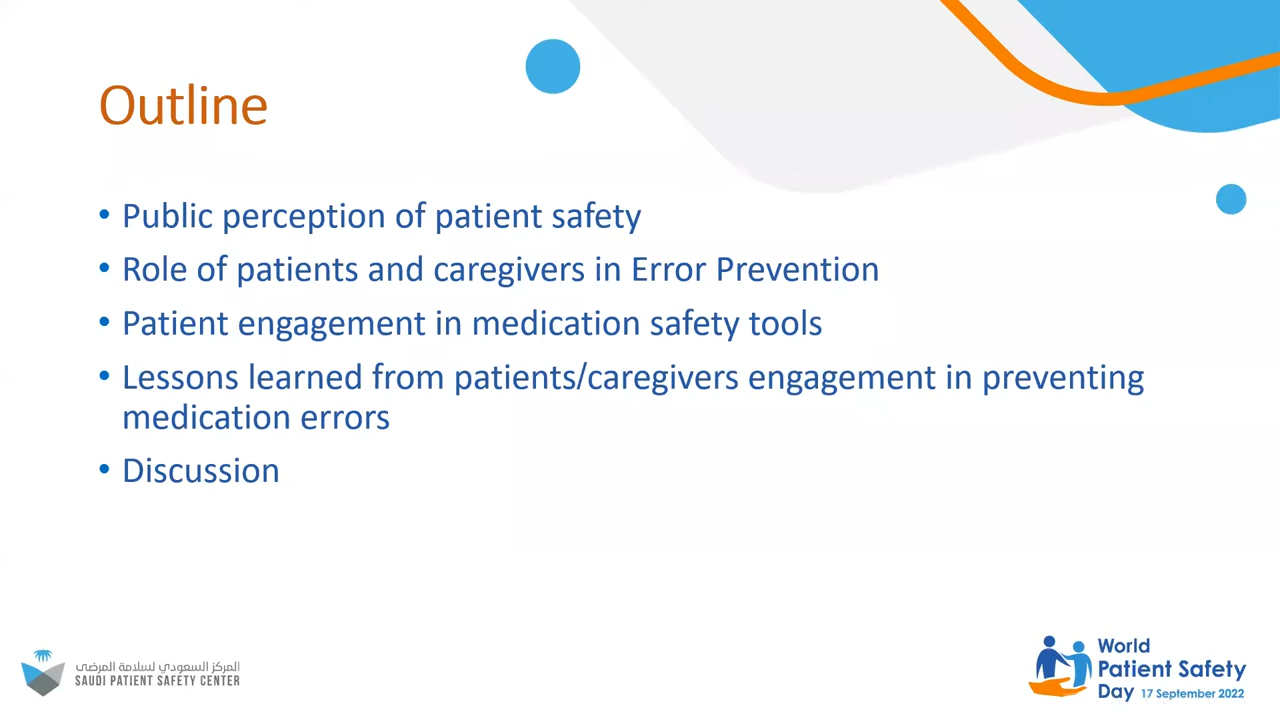 Outline
• Public perception of patient safety
• Role of patients and caregivers in Error Prevention
• Patient engagement in medication safety tools
• Lessons learned from patients/caregivers engagement in preventing
medication errors
• Discussion
المركز السعودي لسلامة المرضى
SAUDI PATIENT SAFETY CENTER
World
Patient Safety
Day 17 September 2022